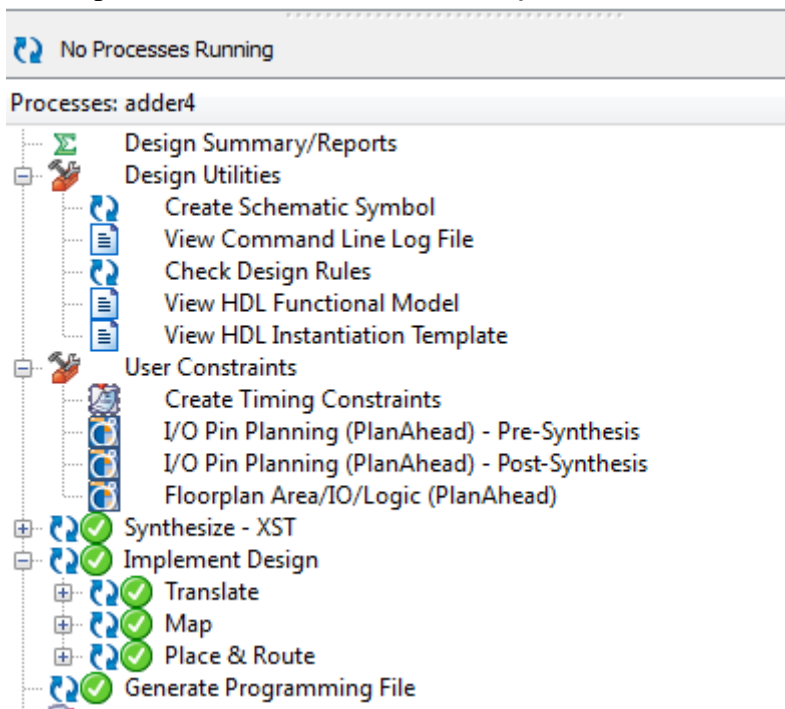 No Processes Running
Processes: adder4
Design Summary/Reports
Design Utilities
Create Schematic Symbol
View Command Line Log File
Check Design Rules
View HDL Functional Model
View HDL Instantiation Template
User Constraints
Create Timing Constraints
I/O Pin Planning (PlanAhead) - Pre-Synthesis
I/O Pin Planning (PlanAhead) - Post-Synthesis
Floorplan Area/IO/Logic (PlanAhead)
Synthesize - XST
Implement Design
Translate
Map
Place & Route
Generate Programming File